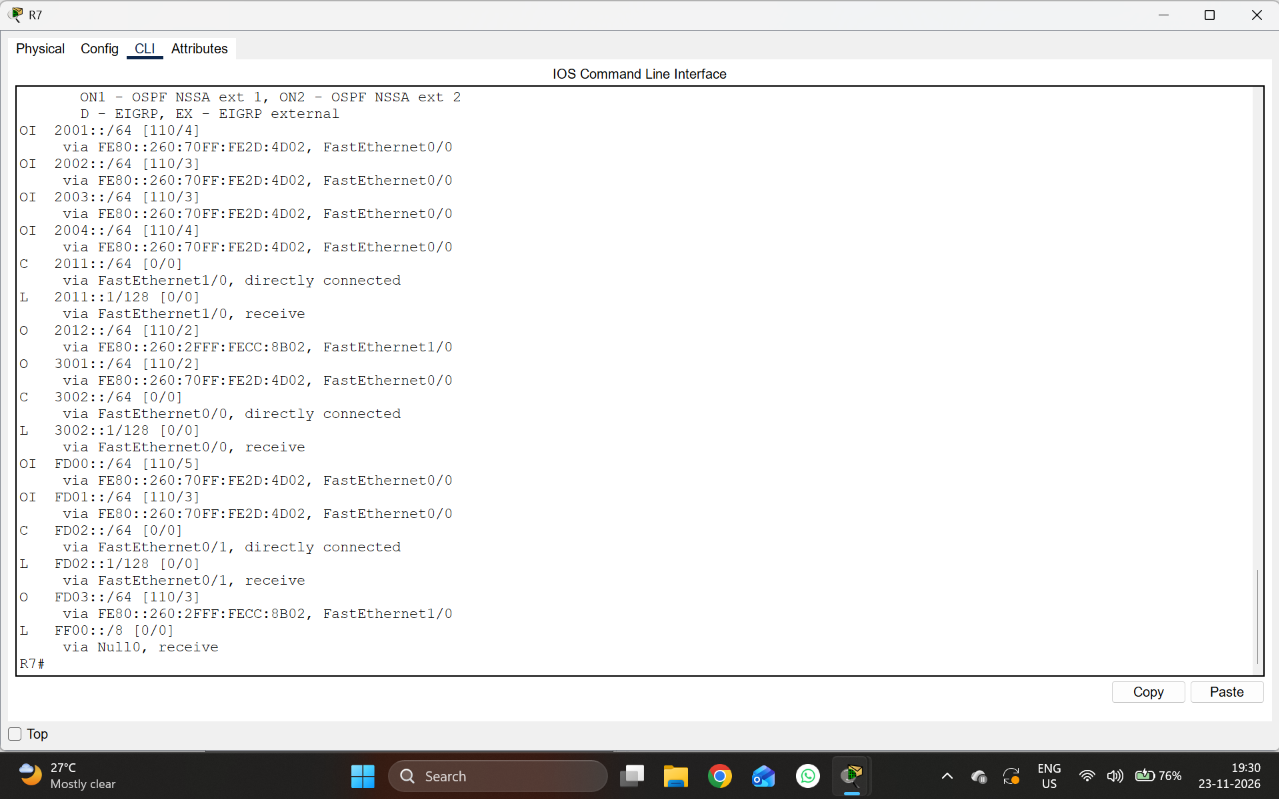 R7
Physical Config CLI Attributes
IOS Command Line Interface
ON1 - OSPF NSSA ext 1, ON2 - OSPF NSSA ext 2
D - EIGRP, EX - EIGRP external
OI 2001::/64 [110/4]
via FE80::260:70FF:FE2D:4D02, FastEthernet0/0
OI 2002::/64 [110/3]
via FE80::260:70FF:FE2D:4D02, FastEthernet0/0
OI 2003::/64 [110/3]
via FE80::260:70FF:FE2D:4D02, FastEthernet0/0
OI 2004::/64 [110/4]
via FE80::260:70FF:FE2D:4D02, FastEthernet0/0
C 2011::/64 [0/0]
via FastEthernet1/0, directly connected
L 2011::1/128 [0/0]
via FastEthernet1/0, receive
O 2012::/64 [110/2]
via FE80::260:2FFF:FECC:8B02, FastEthernet1/0
O 3001::/64 [110/2]
via FE80::260:70FF:FE2D:4D02, FastEthernet0/0
C 3002::/64 [0/0]
via FastEthernet0/0, directly connected
L 3002::1/128 [0/0]
via FastEthernet0/0, receive
OI FD00::/64 [110/5]
via FE80::260:70FF:FE2D:4D02, FastEthernet0/0
OI FD01::/64 [110/3]
via FE80::260:70FF:FE2D:4D02, FastEthernet0/0
C FD02::/64 [0/0]
via FastEthernet0/1, directly connected
L FD02::1/128 [0/0]
via FastEthernet0/1, receive
O FD03::/64 [110/3]
via FE80::260:2FFF:FECC:8B02, FastEthernet1/0
L FF00::/8 [0/0]
via Null0, receive
R7#
Copy Paste
Top
27°C
Mostly clear
Search
ENG
US
76%
19:30
23-11-2026